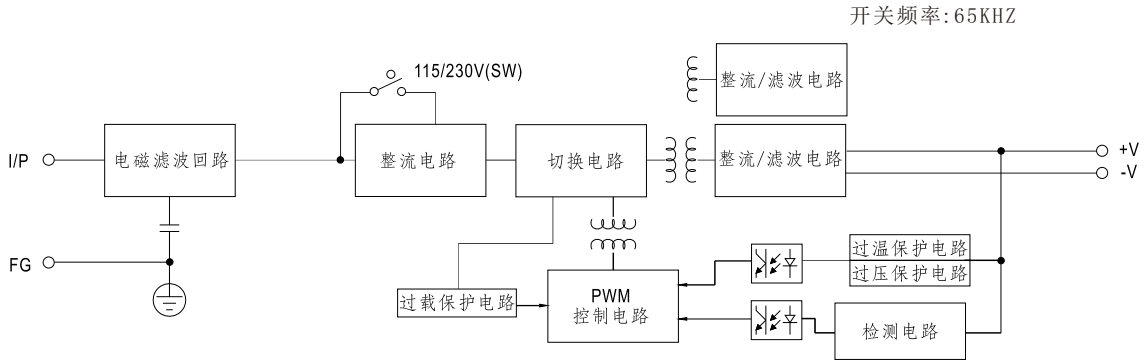 开关频率:65KHZ
115/230V(SW)
整流/滤波电路
I/P
电磁滤波回路
整流电路
切换电路
整流/滤波电路
+V
-V
FG
过温保护电路
过压保护电路
过载保护电路
PWM
控制电路
检测电路